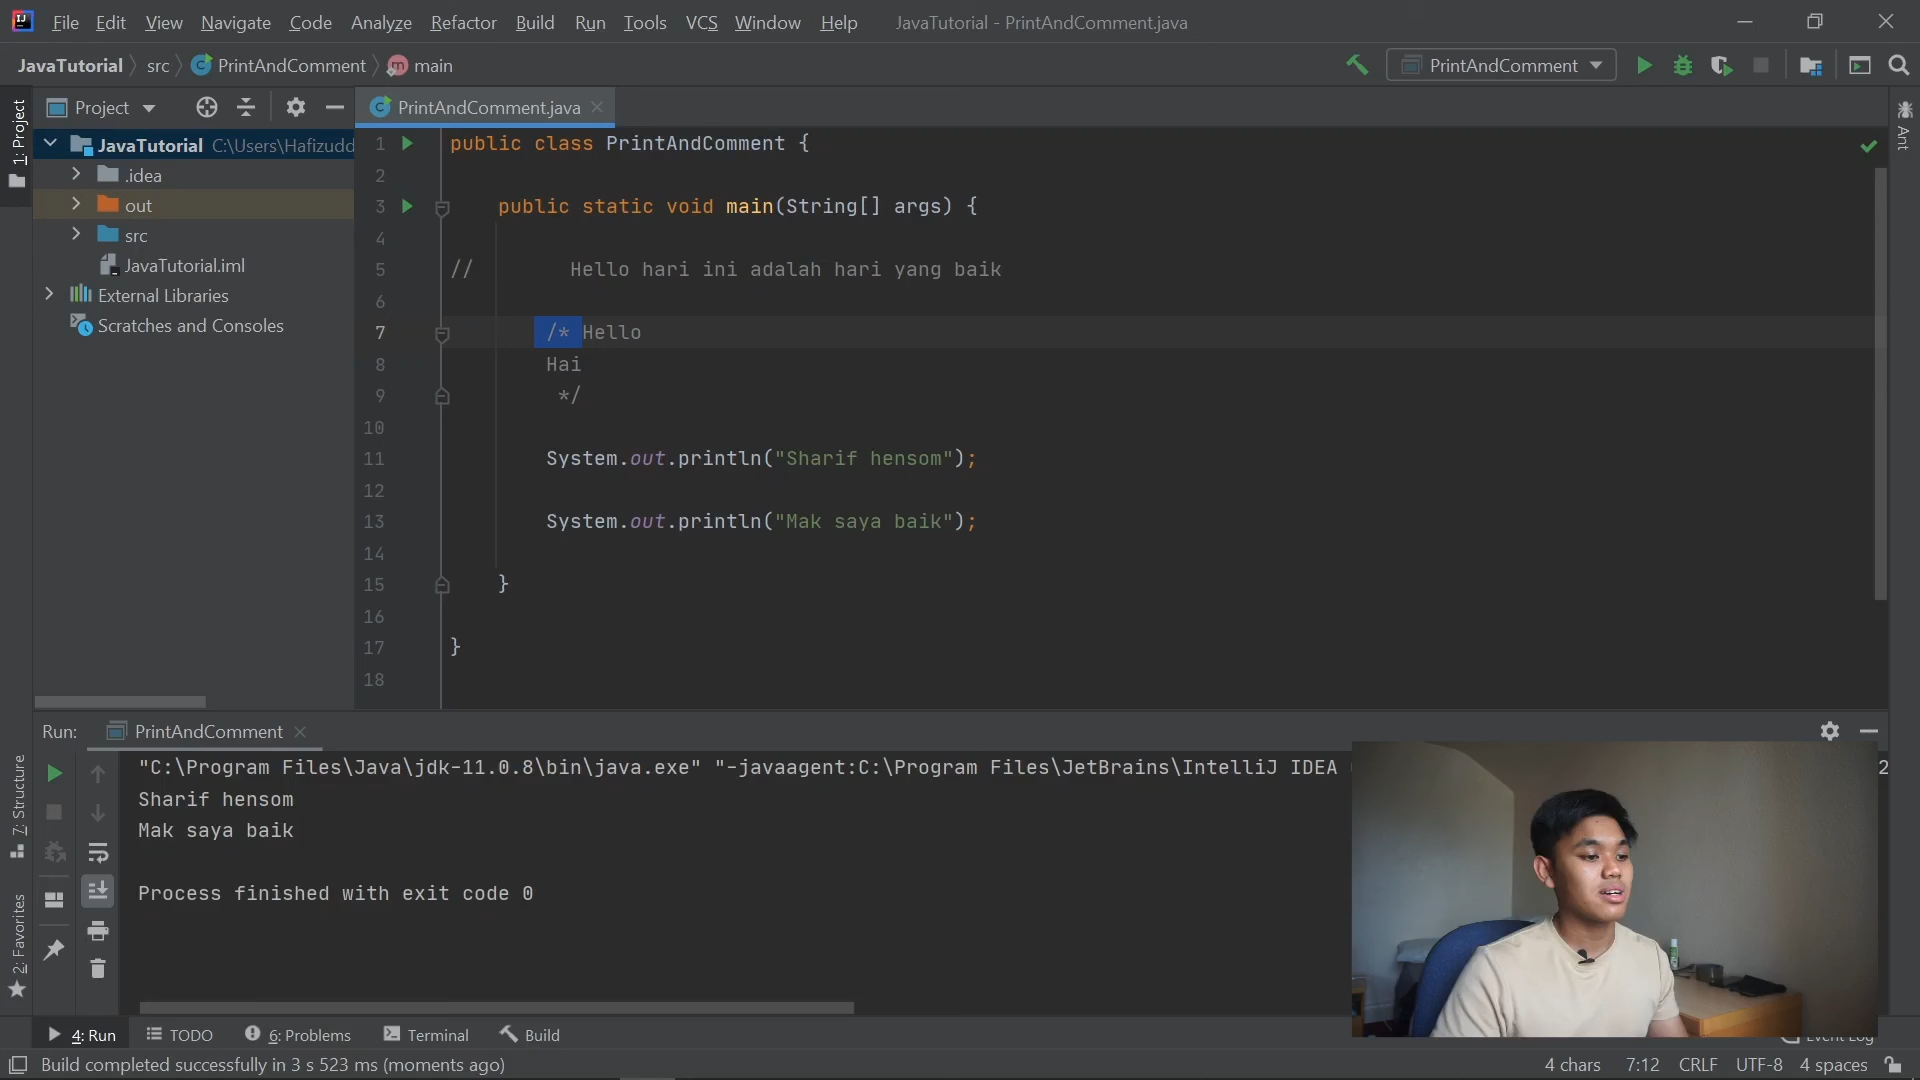 File Edit View Navigate Code Analyze Refactor Build Run Tools VCS Window Help JavaTutorial - PrintAndComment.java
JavaTutorial src PrintAndComment main PrintAndComment
1: Project
Project
PrintAndComment.java
Ant
JavaTutorial C:\Users\Hafizudd
.idea
out
src
JavaTutorial.iml
External Libraries
Scratches and Consoles
1 public class PrintAndComment {
2
3 public static void main(String[] args) {
4
5 // Hello hari ini adalah hari yang baik
6
7 /* Hello
8 Hai
9 */
10
11 System.out.println("Sharif hensom");
12
13 System.out.println("Mak saya baik");
14
15 }
16
17 }
18
Run: PrintAndComment
7: Structure
2: Favorites
"C:\Program Files\Java\jdk-11.0.8\bin\java.exe" "-javaagent:C:\Program Files\JetBrains\IntelliJ IDEA 2
Sharif hensom
Mak saya baik
Process finished with exit code 0
4: Run TODO 6: Problems Terminal Build Event Log
Build completed successfully in 3 s 523 ms (moments ago) 4 chars 7:12 CRLF UTF-8 4 spaces